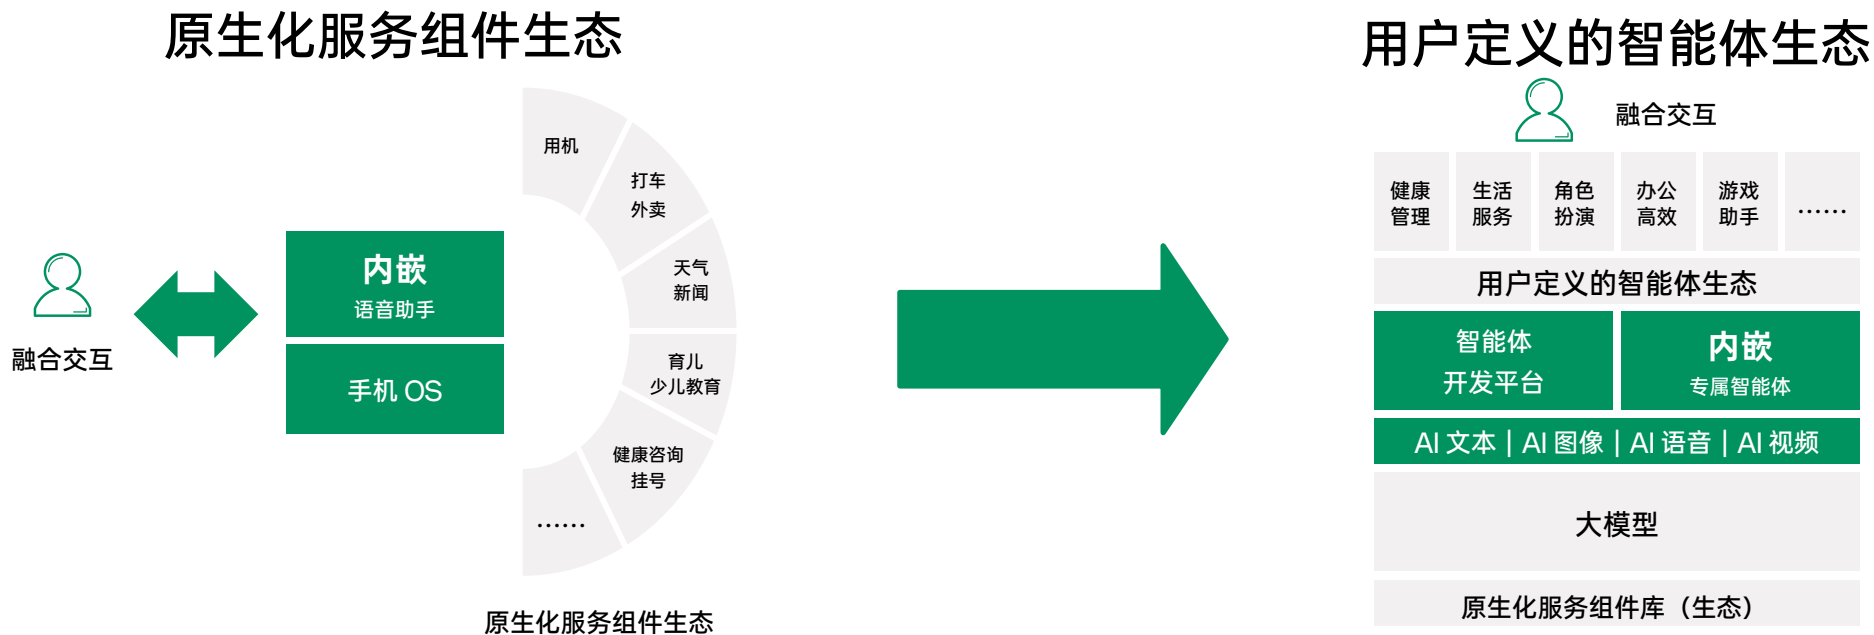 原生化服务组件生态
用机
打车
外卖
天气
新闻
育儿
少儿教育
健康咨询
挂号
……
内嵌
语音助手
手机 OS
融合交互
原生化服务组件生态
用户定义的智能体生态
融合交互
健康
管理
生活
服务
角色
扮演
办公
高效
游戏
助手
……
用户定义的智能体生态
智能体
开发平台
内嵌
专属智能体
AI 文本 | AI 图像 | AI 语音 | AI 视频
大模型
原生化服务组件库（生态）